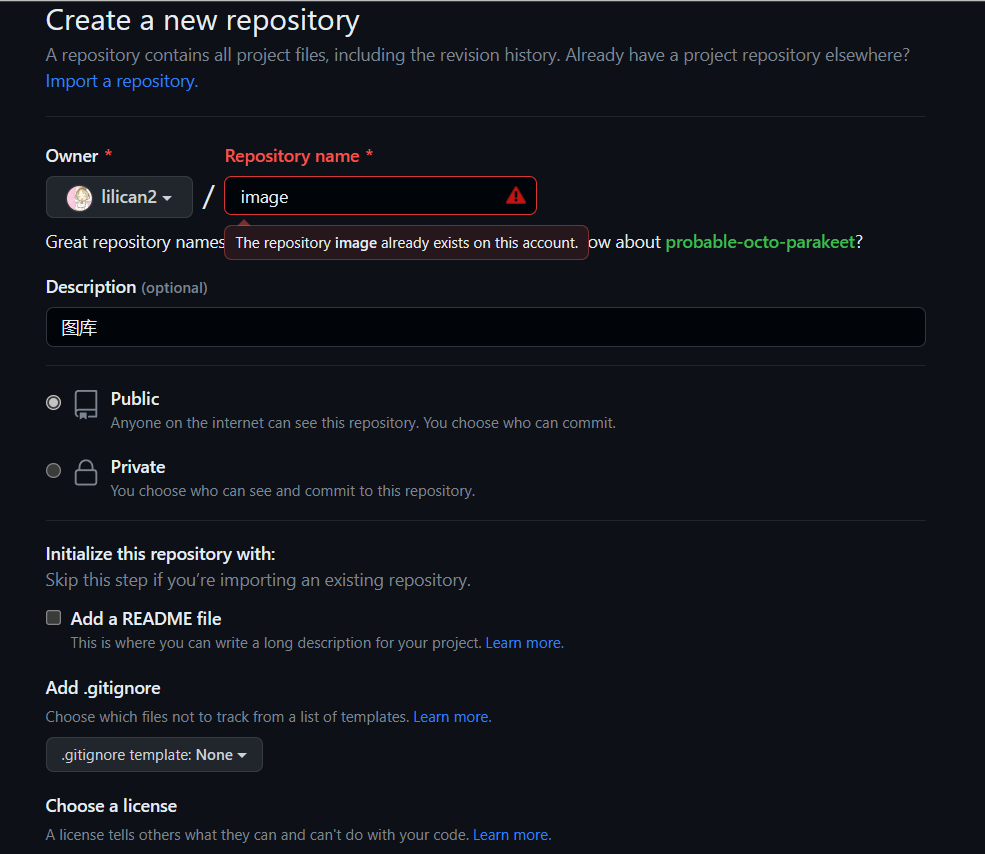 Create a new repository
A repository contains all project files, including the revision history. Already have a project repository elsewhere?
Import a repository.
Owner *
Repository name *
lilican2
/
image
Great repository names
The repository image already exists on this account.
ow about probable-octo-parakeet?
Description (optional)
图库
Public
Anyone on the internet can see this repository. You choose who can commit.
Private
You choose who can see and commit to this repository.
Initialize this repository with:
Skip this step if you’re importing an existing repository.
Add a README file
This is where you can write a long description for your project. Learn more.
Add .gitignore
Choose which files not to track from a list of templates. Learn more.
.gitignore template: None
Choose a license
A license tells others what they can and can't do with your code. Learn more.